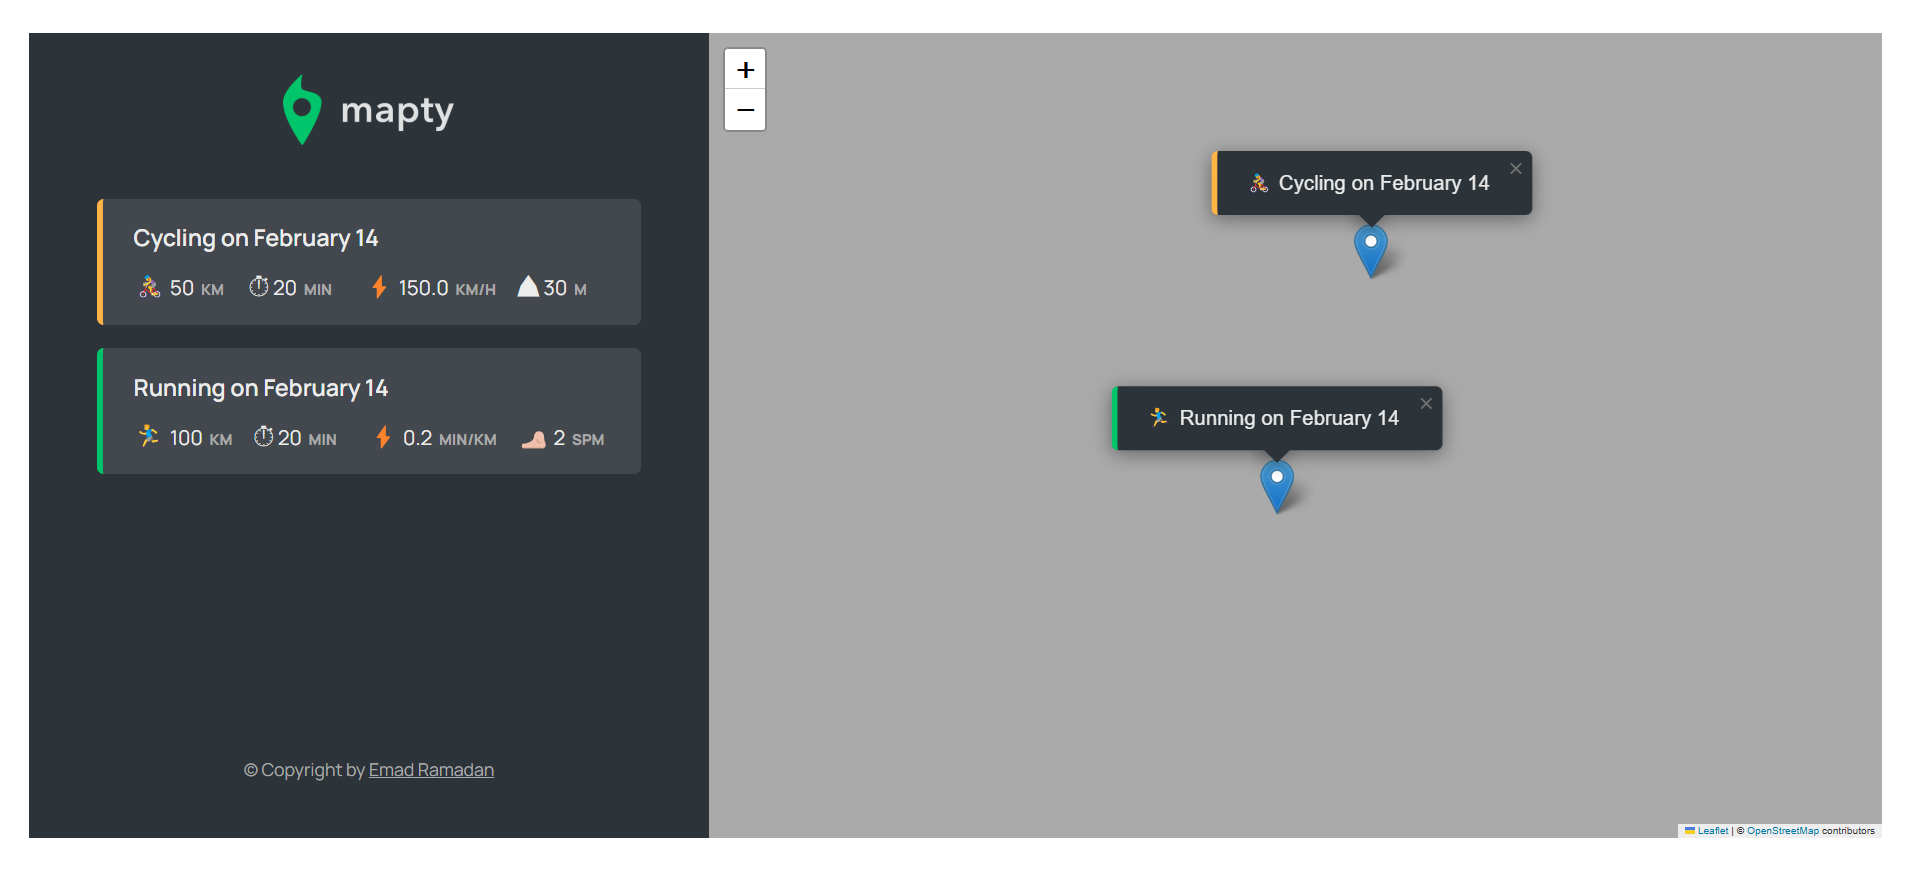 mapty
Cycling on February 14
50 KM 20 MIN 150.0 KM/H 30 M
Running on February 14
100 KM 20 MIN 0.2 MIN/KM 2 SPM
© Copyright by Emad Ramadan
+
−
Cycling on February 14 ×
Running on February 14 ×
Leaflet | © OpenStreetMap contributors